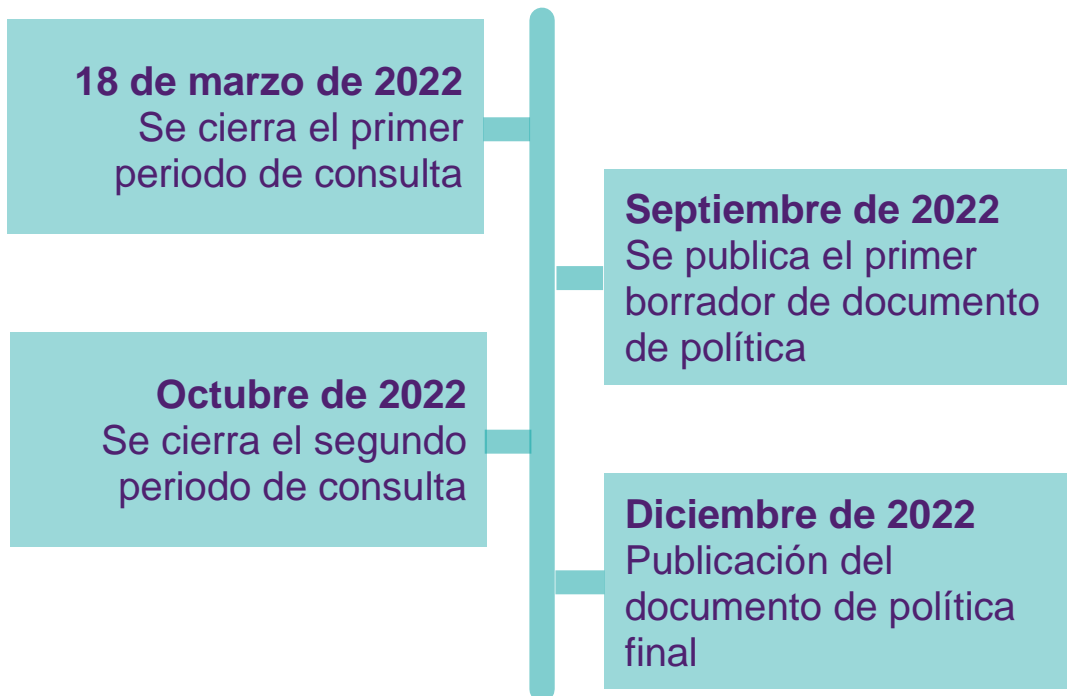 18 de marzo de 2022
Se cierra el primer
periodo de consulta
Septiembre de 2022
Se publica el primer
borrador de documento
de política
Octubre de 2022
Se cierra el segundo
periodo de consulta
Diciembre de 2022
Publicación del
documento de política
final